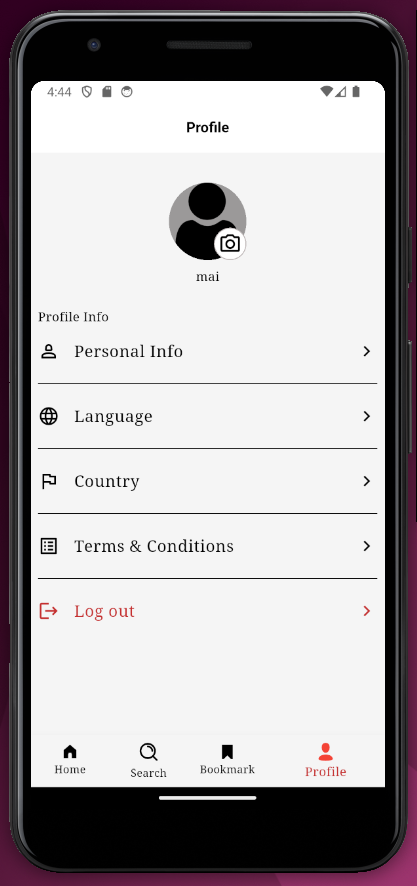 4:44
Profile
mai
Profile Info
Personal Info
Language
Country
Terms & Conditions
Log out
Home
Search
Bookmark
Profile